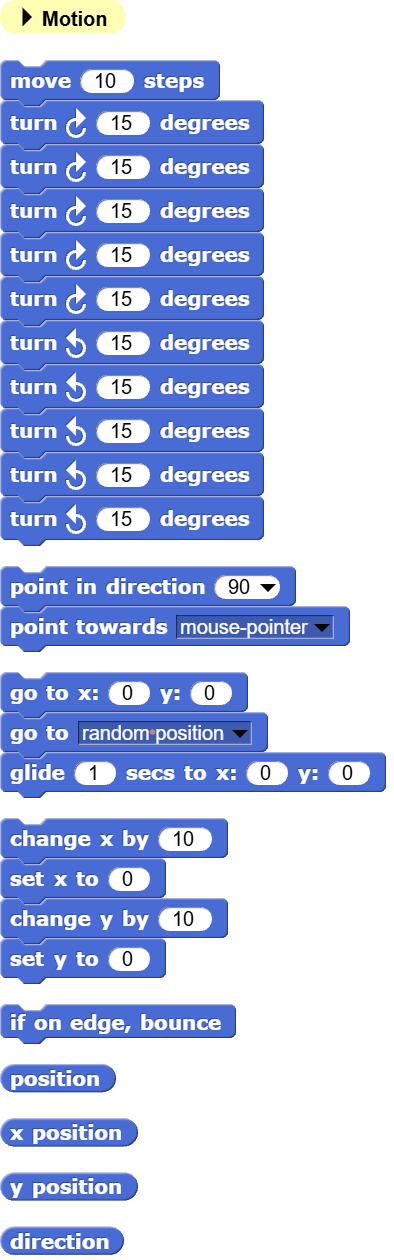 Motion
move 10 steps
turn 15 degrees
turn 15 degrees
turn 15 degrees
turn 15 degrees
turn 15 degrees
turn 15 degrees
turn 15 degrees
turn 15 degrees
turn 15 degrees
turn 15 degrees
point in direction 90
point towards mouse-pointer
go to x: 0 y: 0
go to random position
glide 1 secs to x: 0 y: 0
change x by 10
set x to 0
change y by 10
set y to 0
if on edge, bounce
position
x position
y position
direction